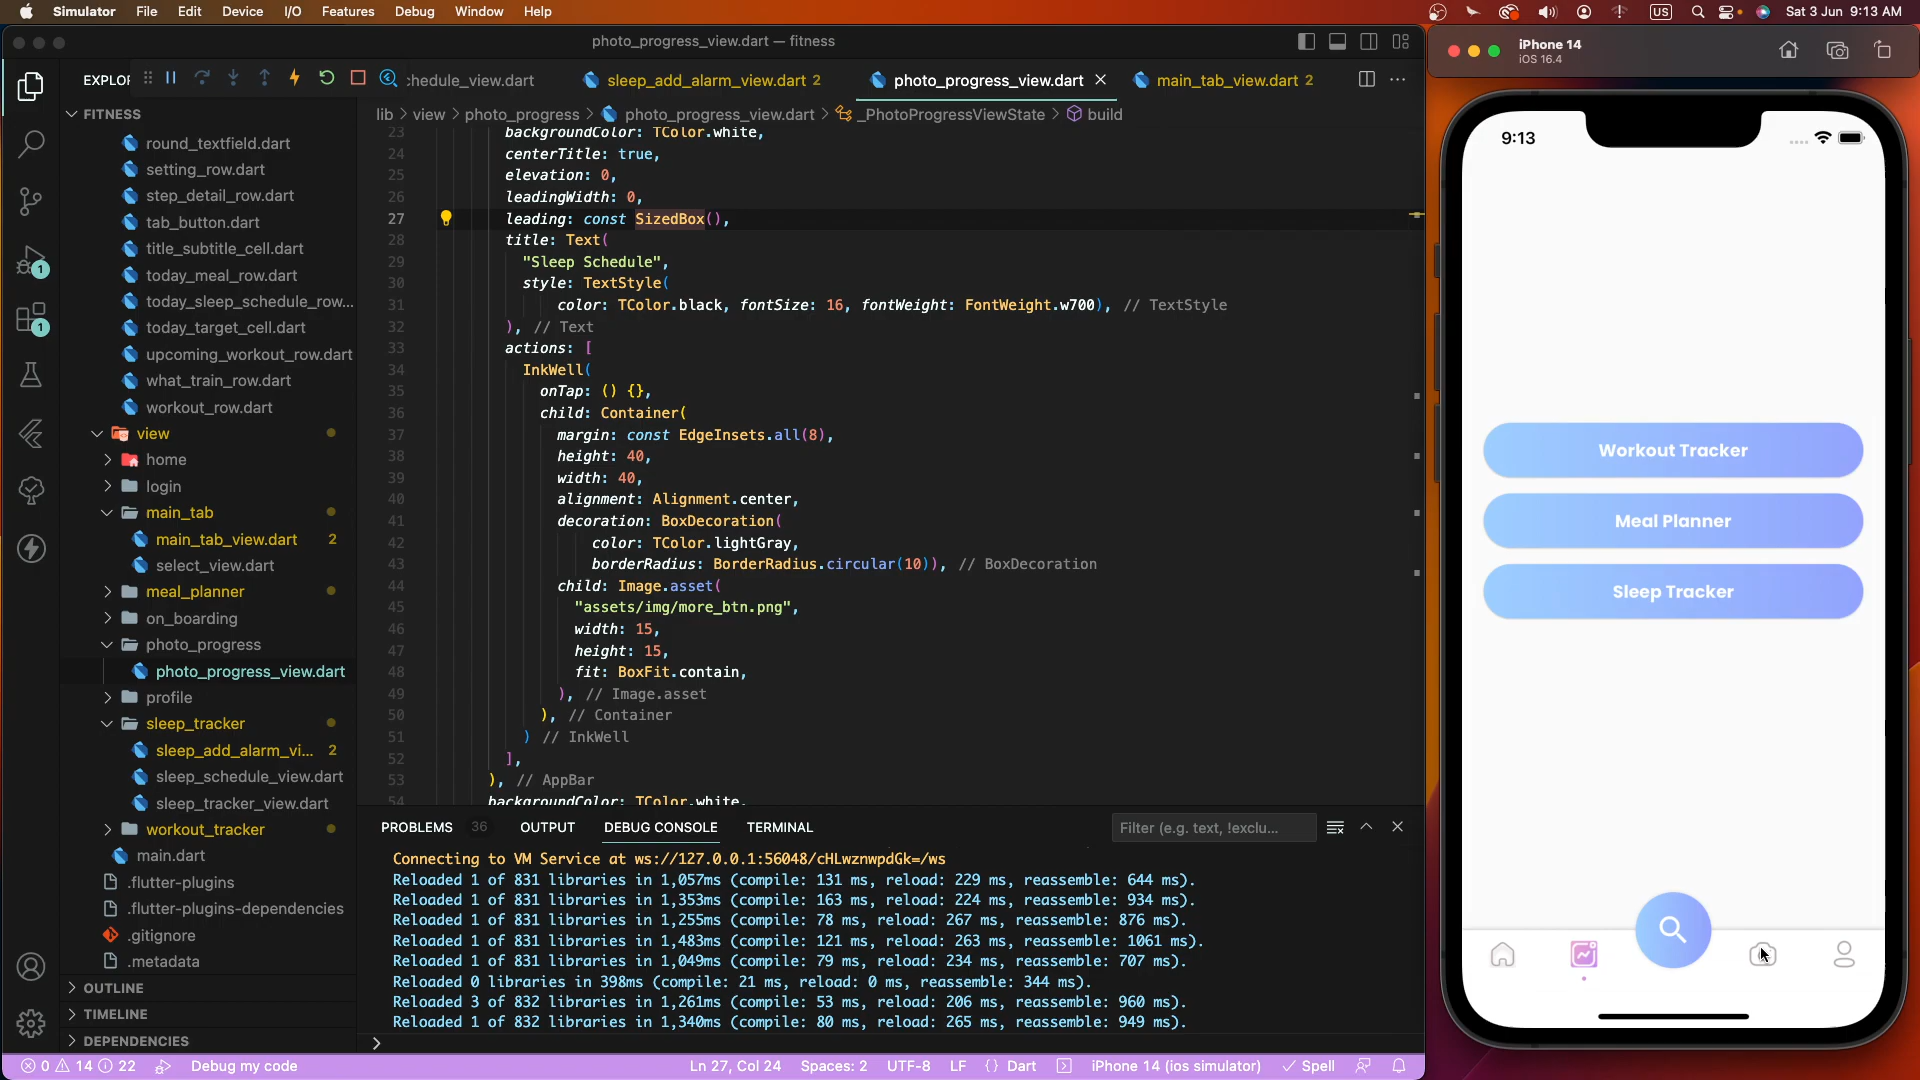 Simulator File Edit Device I/O Features Debug Window Help
US Sat 3 Jun 9:13 AM
photo_progress_view.dart — fitness
EXPLOR
chedule_view.dart sleep_add_alarm_view.dart 2 photo_progress_view.dart main_tab_view.dart 2
FITNESS
lib > view > photo_progress > photo_progress_view.dart > _PhotoProgressViewState > build
round_textfield.dart
setting_row.dart
step_detail_row.dart
tab_button.dart
title_subtitle_cell.dart
today_meal_row.dart
today_sleep_schedule_row...
today_target_cell.dart
upcoming_workout_row.dart
what_train_row.dart
workout_row.dart
view
home
login
main_tab
main_tab_view.dart 2
select_view.dart
meal_planner
on_boarding
photo_progress
photo_progress_view.dart
profile
sleep_tracker
sleep_add_alarm_vi... 2
sleep_schedule_view.dart
sleep_tracker_view.dart
workout_tracker
main.dart
.flutter-plugins
.flutter-plugins-dependencies
.gitignore
.metadata
OUTLINE
TIMELINE
DEPENDENCIES
1
1
23 backgroundColor: TColor.white,
24 centerTitle: true,
25 elevation: 0,
26 leadingWidth: 0,
27 leading: const SizedBox(),
28 title: Text(
29 "Sleep Schedule",
30 style: TextStyle(
31 color: TColor.black, fontSize: 16, fontWeight: FontWeight.w700), // TextStyle
32 ), // Text
33 actions: [
34 InkWell(
35 onTap: () {},
36 child: Container(
37 margin: const EdgeInsets.all(8),
38 height: 40,
39 width: 40,
40 alignment: Alignment.center,
41 decoration: BoxDecoration(
42 color: TColor.lightGray,
43 borderRadius: BorderRadius.circular(10)), // BoxDecoration
44 child: Image.asset(
45 "assets/img/more_btn.png",
46 width: 15,
47 height: 15,
48 fit: BoxFit.contain,
49 ), // Image.asset
50 ), // Container
51 ) // InkWell
52 ],
53 ), // AppBar
54 backgroundColor: TColor.white,
PROBLEMS 36 OUTPUT DEBUG CONSOLE TERMINAL Filter (e.g. text, !exclu...
Connecting to VM Service at ws://127.0.0.1:56048/cHLwznwpdGk=/ws
Reloaded 1 of 831 libraries in 1,057ms (compile: 131 ms, reload: 229 ms, reassemble: 644 ms).
Reloaded 1 of 831 libraries in 1,353ms (compile: 163 ms, reload: 224 ms, reassemble: 934 ms).
Reloaded 1 of 831 libraries in 1,255ms (compile: 78 ms, reload: 267 ms, reassemble: 876 ms).
Reloaded 1 of 831 libraries in 1,483ms (compile: 121 ms, reload: 263 ms, reassemble: 1061 ms).
Reloaded 1 of 831 libraries in 1,049ms (compile: 79 ms, reload: 234 ms, reassemble: 707 ms).
Reloaded 0 libraries in 398ms (compile: 21 ms, reload: 0 ms, reassemble: 344 ms).
Reloaded 3 of 832 libraries in 1,261ms (compile: 53 ms, reload: 206 ms, reassemble: 960 ms).
Reloaded 1 of 832 libraries in 1,340ms (compile: 80 ms, reload: 265 ms, reassemble: 949 ms).
0 14 22 Debug my code Ln 27, Col 24 Spaces: 2 UTF-8 LF {} Dart iPhone 14 (ios simulator) Spell
iPhone 14
iOS 16.4
9:13
Workout Tracker
Meal Planner
Sleep Tracker